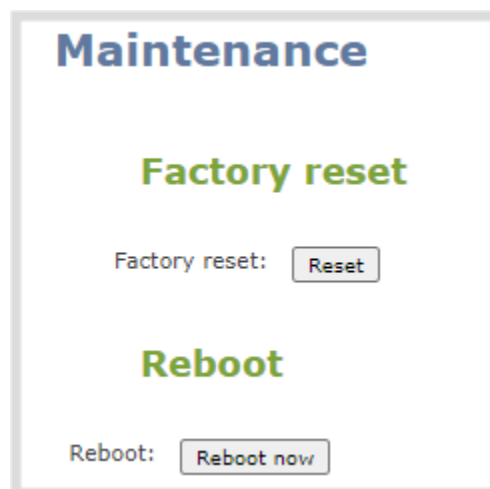 Maintenance
Factory reset
Factory reset: Reset
Reboot
Reboot: Reboot now